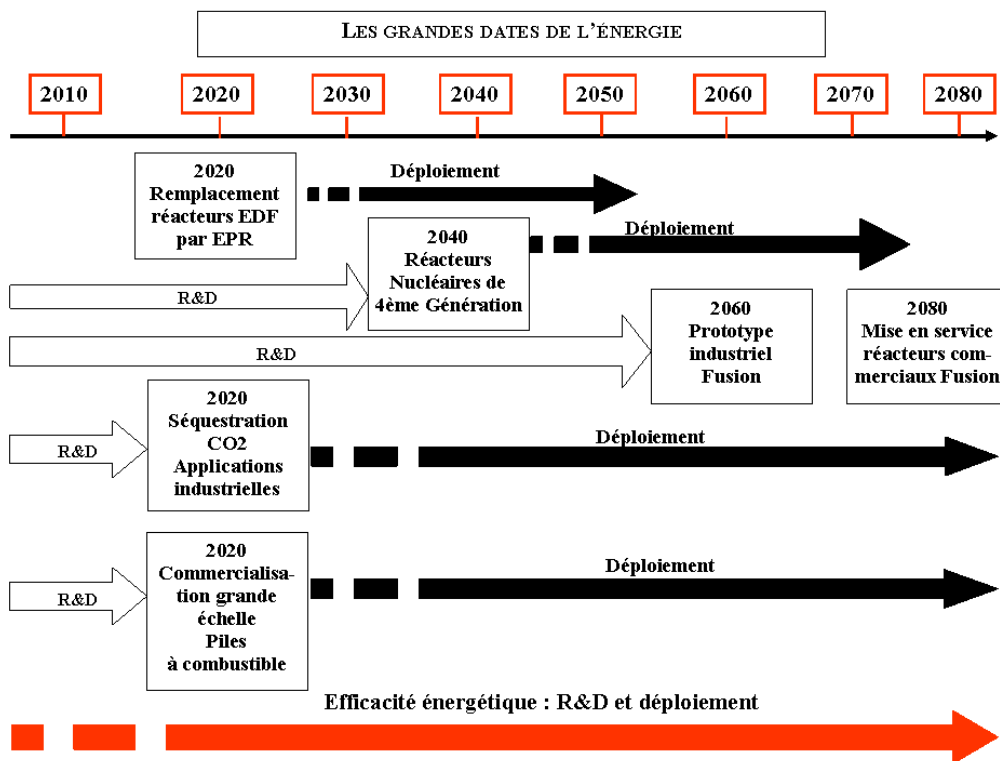 LES GRANDES DATES DE L'ÉNERGIE
2010 2020 2030 2040 2050 2060 2070 2080
2020
Remplacement
réacteurs EDF
par EPR
Déploiement
2040
Réacteurs
Nucléaires de
4ème Génération
Déploiement
R&D
R&D
2060
Prototype
industriel
Fusion
2080
Mise en service
réacteurs com-
merciaux Fusion
R&D
2020
Séquestration
CO2
Applications
industrielles
Déploiement
R&D
2020
Commercialisa-
tion grande
échelle
Piles
à combustible
Déploiement
Efficacité énergétique : R&D et déploiement